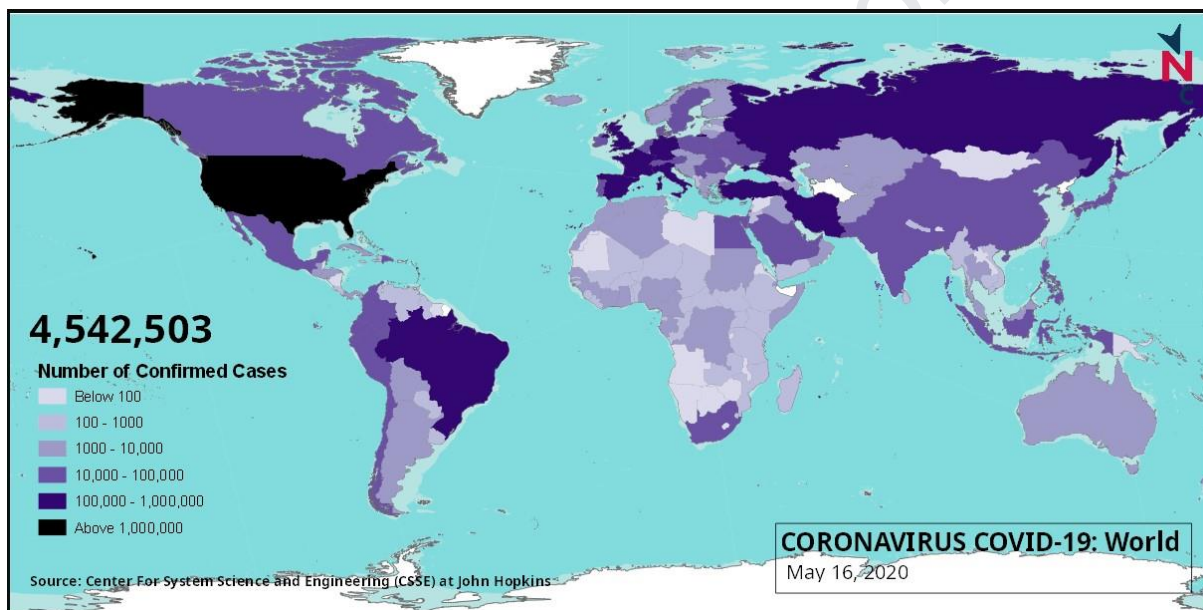 N
4,542,503
Number of Confirmed Cases
Below 100
100 - 1000
1000 - 10,000
10,000 - 100,000
100,000 - 1,000,000
Above 1,000,000
CORONAVIRUS COVID-19: World
May 16, 2020
Source: Center For System Science and Engineering (CSSE) at John Hopkins